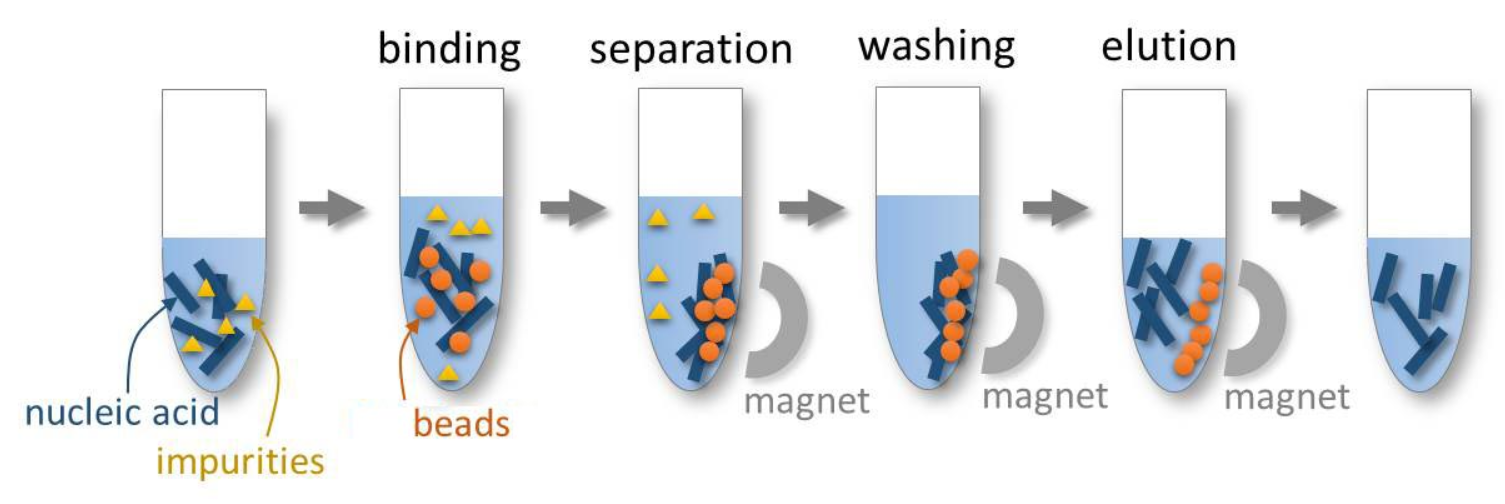 binding
separation
washing
elution
nucleic acid
impurities
beads
magnet
magnet
magnet